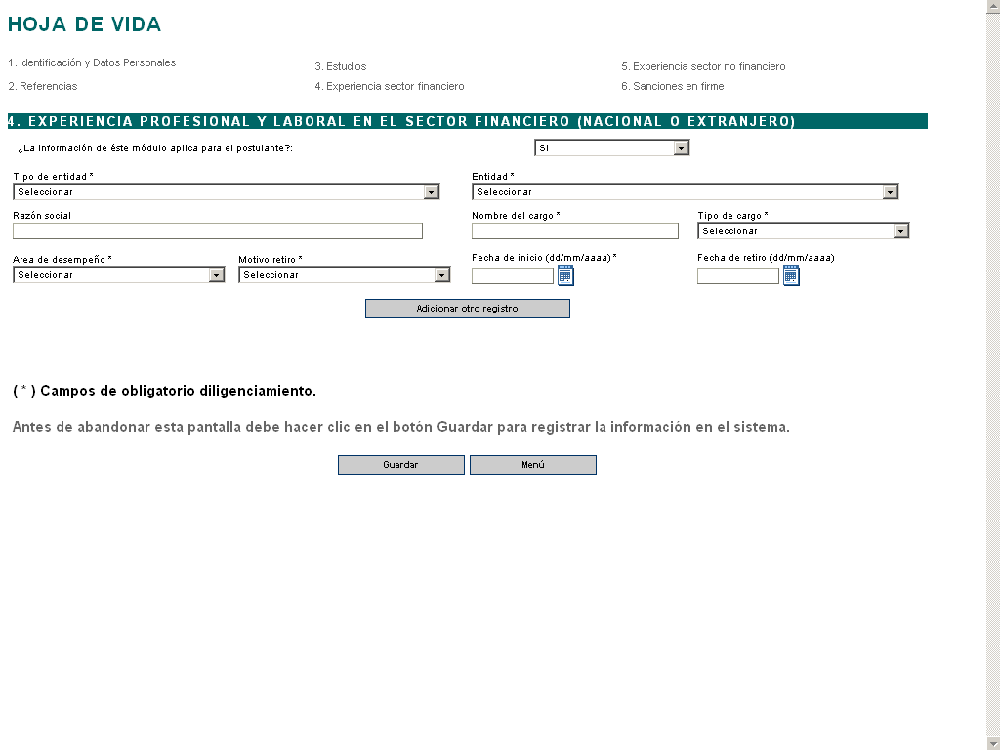 HOJA DE VIDA
1. Identificación y Datos Personales
3. Estudios
5. Experiencia sector no financiero
2. Referencias
4. Experiencia sector financiero
6. Sanciones en firme
4. EXPERIENCIA PROFESIONAL Y LABORAL EN EL SECTOR FINANCIERO (NACIONAL O EXTRANJERO)
¿La información de éste módulo aplica para el postulante?:
Si
Tipo de entidad *
Entidad *
Seleccionar
Seleccionar
Razón social
Nombre del cargo *
Tipo de cargo *
Seleccionar
Area de desempeño *
Motivo retiro *
Fecha de inicio (dd/mm/aaaa) *
Fecha de retiro (dd/mm/aaaa)
Seleccionar
Seleccionar
Adicionar otro registro
( * ) Campos de obligatorio diligenciamiento.
Antes de abandonar esta pantalla debe hacer clic en el botón Guardar para registrar la información en el sistema.
Guardar
Menú